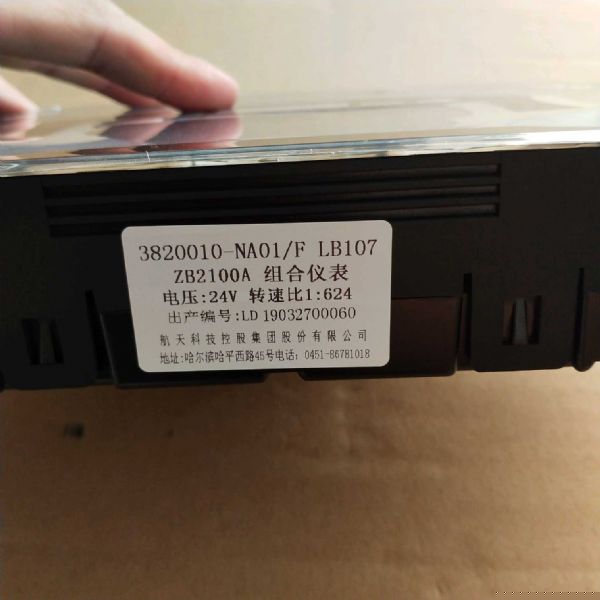 3820010-NA01/F LB107
ZB2100A 组合仪表
电压:24V 转速比1:624
出产编号:LD 19032700060
航天科技控股集团股份有限公司
地址:哈尔滨哈平西路45号电话: 0451-86781018